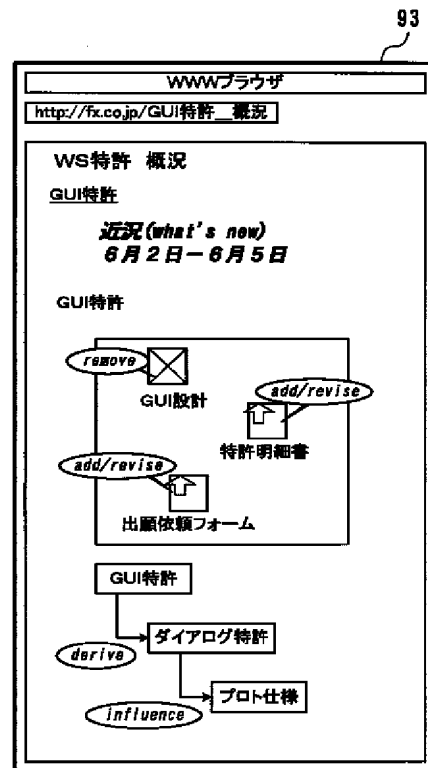 93
WWWブラウザ
http://fx.co.jp/GUI特許__概況
WS特許 概況
GUI特許
近況(what's new)
6月2日－6月5日
GUI特許
remove
GUI設計
add/revise
特許明細書
add/revise
出願依頼フォーム
GUI特許
ダイアログ特許
derive
プロト仕様
influence